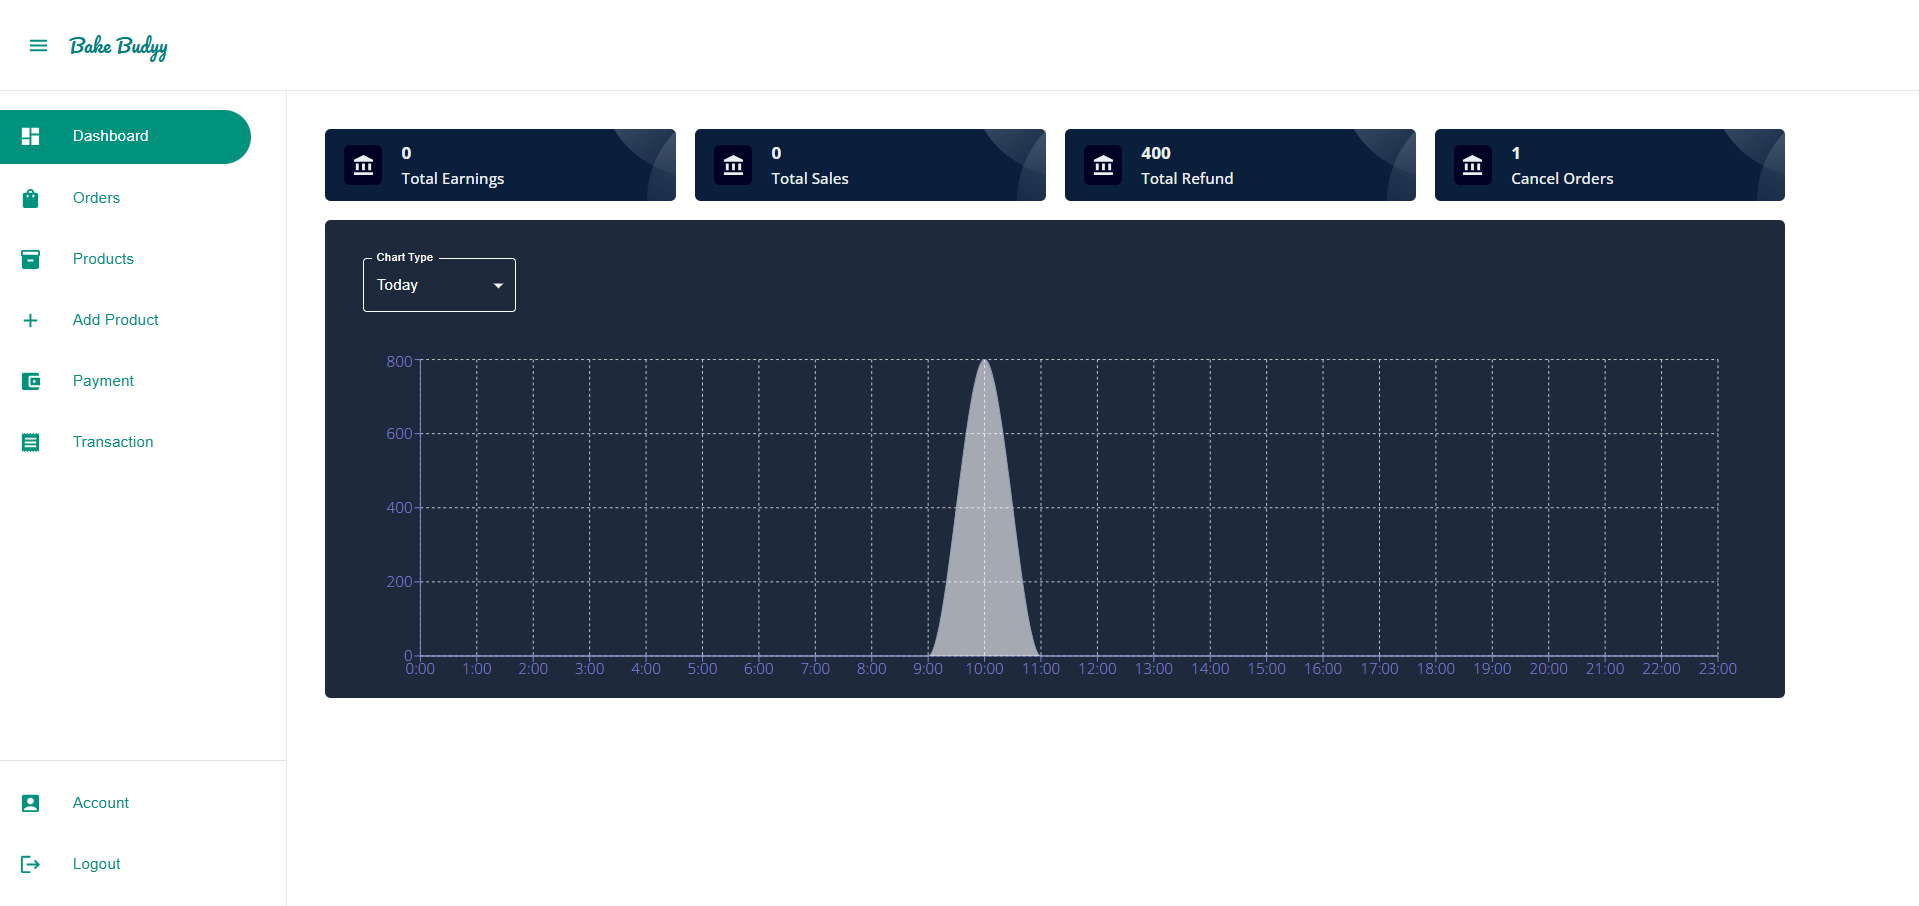 Bake Budyy
Dashboard
Orders
Products
Add Product
Payment
Transaction
Account
Logout
0
Total Earnings
0
Total Sales
400
Total Refund
1
Cancel Orders
Chart Type
Today
800
600
400
200
0
0:00 1:00 2:00 3:00 4:00 5:00 6:00 7:00 8:00 9:00 10:00 11:00 12:00 13:00 14:00 15:00 16:00 17:00 18:00 19:00 20:00 21:00 22:00 23:00